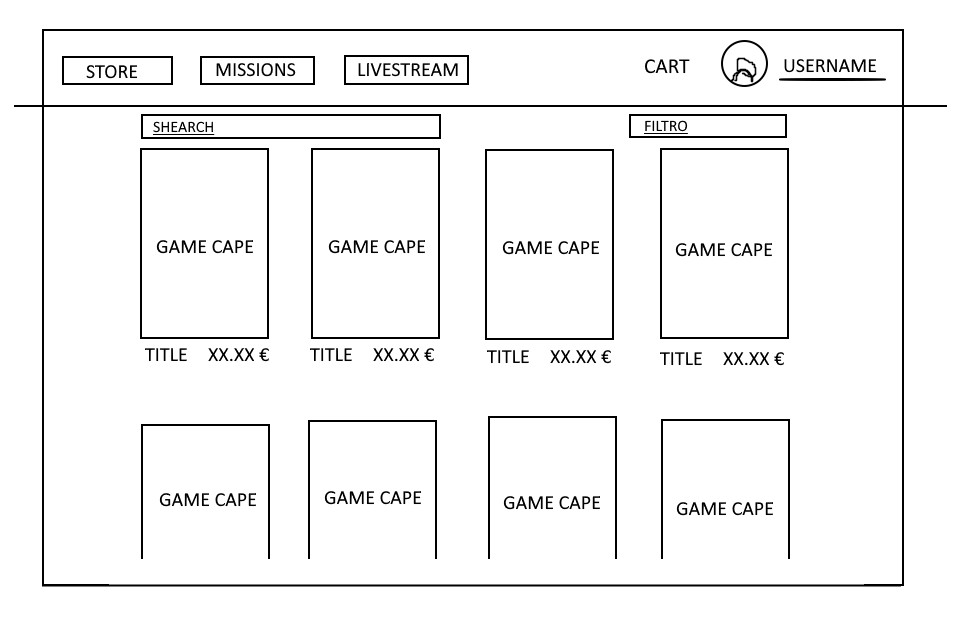 STORE MISSIONS LIVESTREAM CART USERNAME
SHEARCH FILTRO
GAME CAPE GAME CAPE GAME CAPE GAME CAPE
TITLE XX.XX € TITLE XX.XX € TITLE XX.XX € TITLE XX.XX €
GAME CAPE GAME CAPE GAME CAPE GAME CAPE